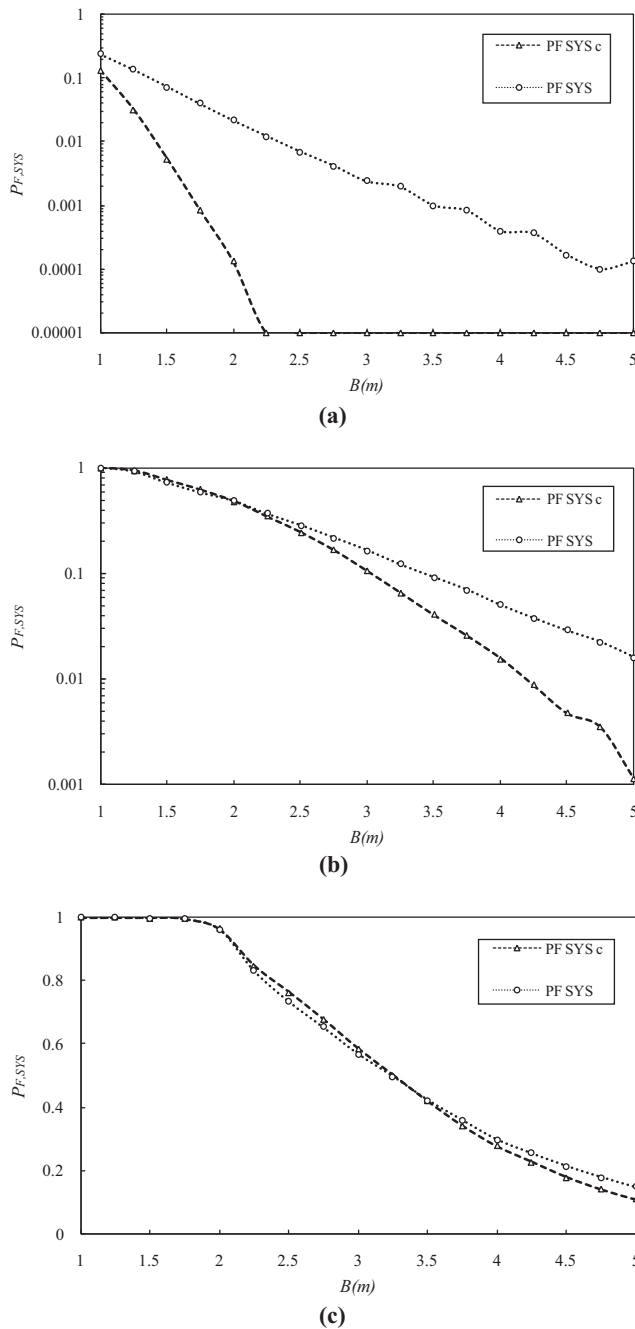 1
0.1
0.01
0.001
0.0001
0.00001
P_{F,SYS}
PF SYS c
PF SYS
1 1.5 2 2.5 3 3.5 4 4.5 5
B(m)
(a)
1
0.1
0.01
0.001
P_{F,SYS}
PF SYS c
PF SYS
1 1.5 2 2.5 3 3.5 4 4.5 5
B(m)
(b)
1
0.8
0.6
0.4
0.2
0
P_{F,SYS}
PF SYS c
PF SYS
1 1.5 2 2.5 3 3.5 4 4.5 5
B(m)
(c)